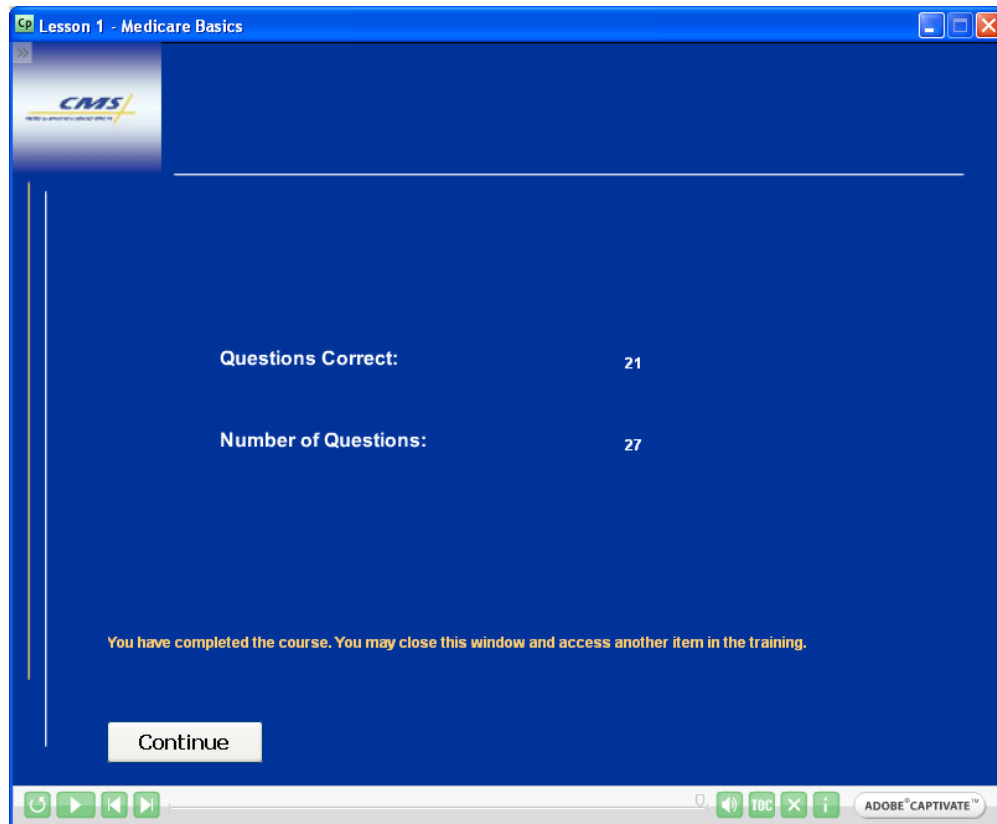 Cp Lesson 1 - Medicare Basics
CMS
Questions Correct: 21
Number of Questions: 27
You have completed the course. You may close this window and access another item in the training.
Continue
TOC
i
ADOBE® CAPTIVATE™